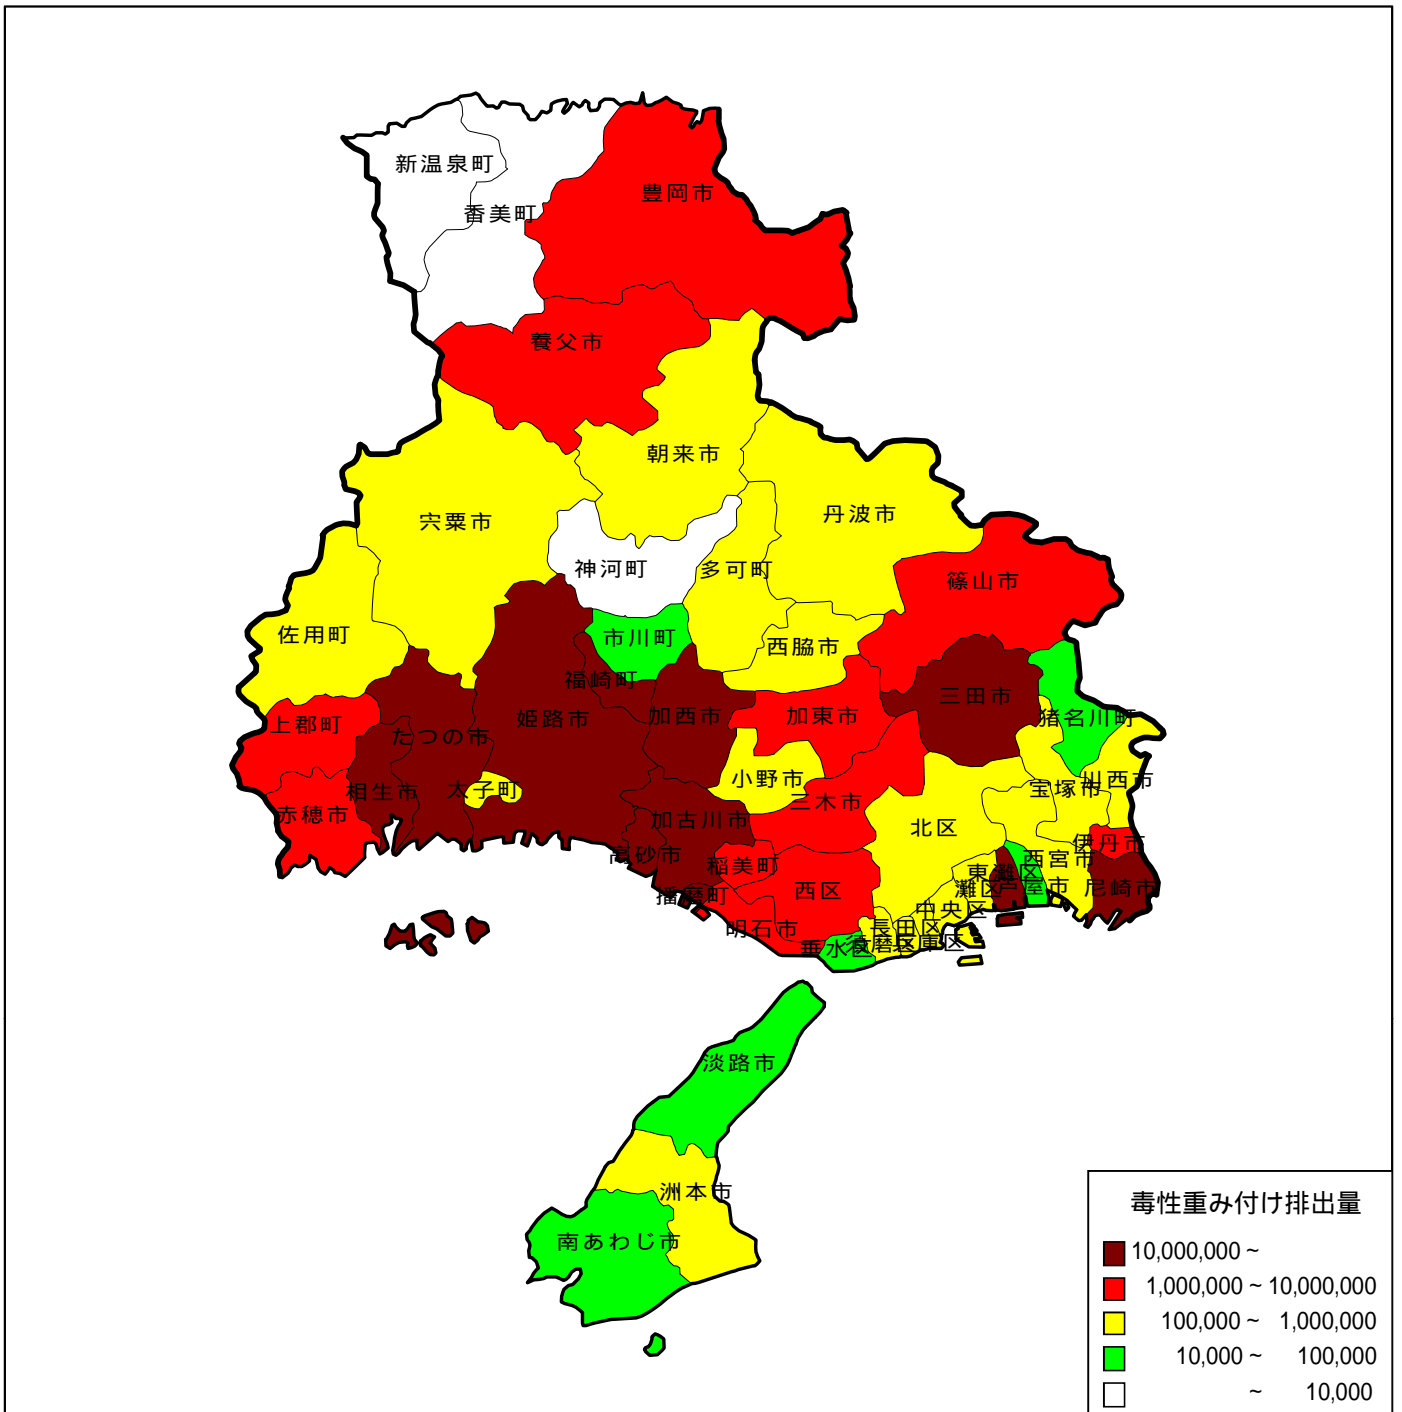 新温泉町
香美町
豊岡市
養父市
朝来市
丹波市
宍粟市
神河町
多可町
篠山市
佐用町
市川町
西脇市
福崎町
三田市
姫路市
加西市
加東市
猪名川町
上郡町
たつの市
小野市
川西市
太子町
宝塚市
相生市
三木市
赤穂市
加古川市
北区
伊丹市
高砂市
稲美町
西宮市
東灘区
西区
灘区
芦屋市
尼崎市
播磨町
中央区
明石市
長田区
垂水区
須磨区
兵庫区
淡路市
洲本市
南あわじ市
毒性重み付け排出量
10,000,000 ~
1,000,000 ~ 10,000,000
100,000 ~ 1,000,000
10,000 ~ 100,000
~ 10,000